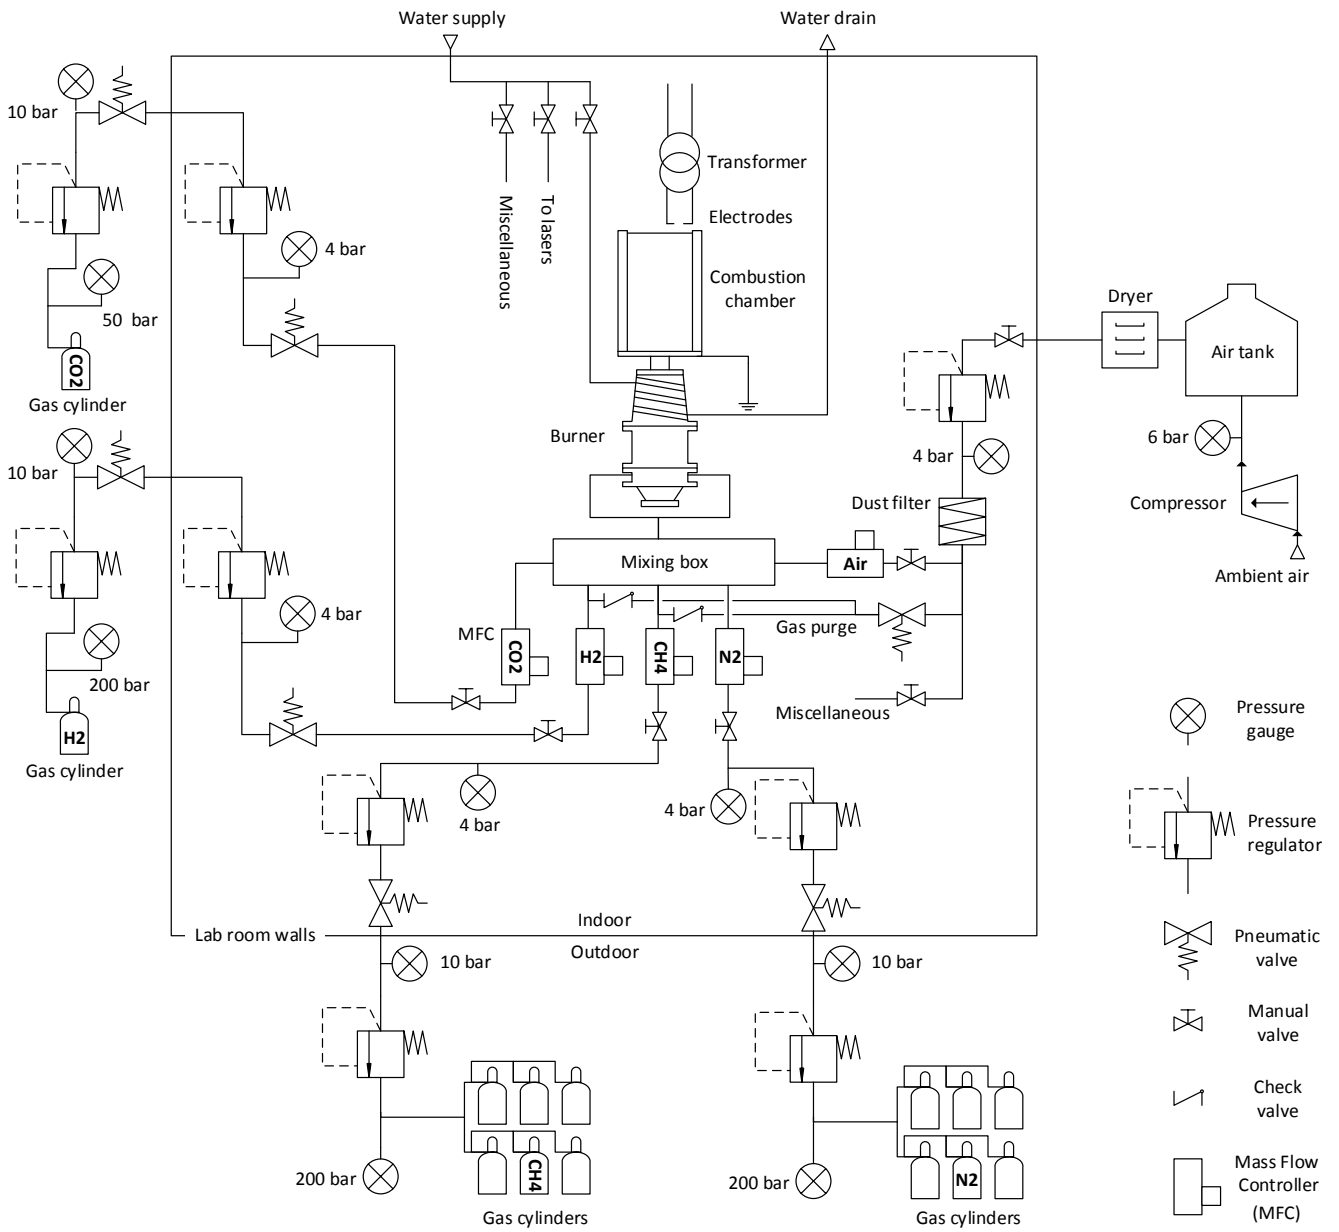 Water supply
Water drain
10 bar
Transformer
Electrodes
Miscellaneous
To lasers
4 bar
Combustion
chamber
50 bar
CO2
Gas cylinder
Dryer
Air tank
6 bar
Compressor
Ambient air
10 bar
Burner
4 bar
Dust filter
Mixing box
Air
4 bar
Gas purge
MFC
CO2
H2
CH4
N2
200 bar
H2
Gas cylinder
Miscellaneous
4 bar
4 bar
Lab room walls
Indoor
Outdoor
10 bar
10 bar
200 bar
CH4
Gas cylinders
200 bar
N2
Gas cylinders
Pressure
gauge
Pressure
regulator
Pneumatic
valve
Manual
valve
Check
valve
Mass Flow
Controller
(MFC)